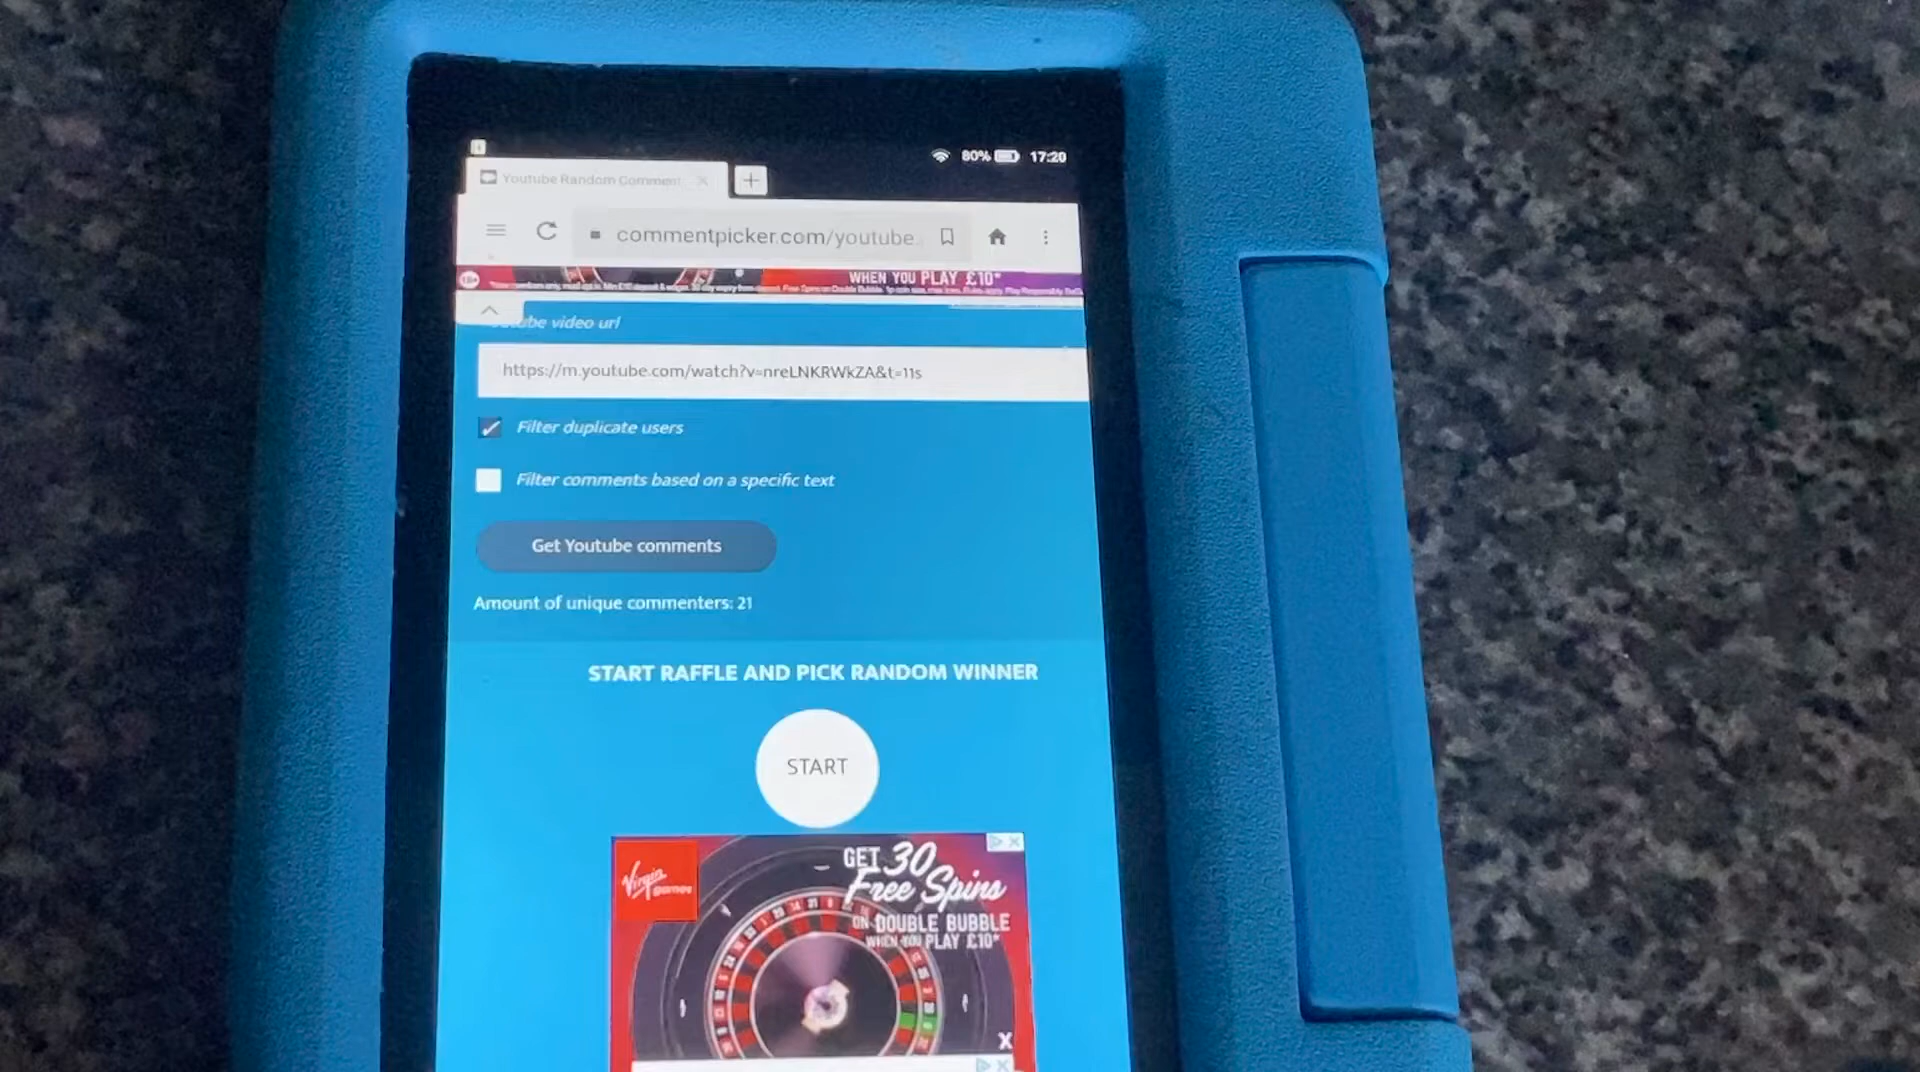 80% 17:20
Youtube Random Comment
commentpicker.com/youtube.
18+ WHEN YOU PLAY £10*
video url
https://m.youtube.com/watch?v=nreLNKRWkZA&t=11s
Filter duplicate users
Filter comments based on a specific text
Get Youtube comments
Amount of unique commenters: 21
START RAFFLE AND PICK RANDOM WINNER
START
Virgin games
GET 30
Free Spins
ON DOUBLE BUBBLE
WHEN YOU PLAY £10*
X